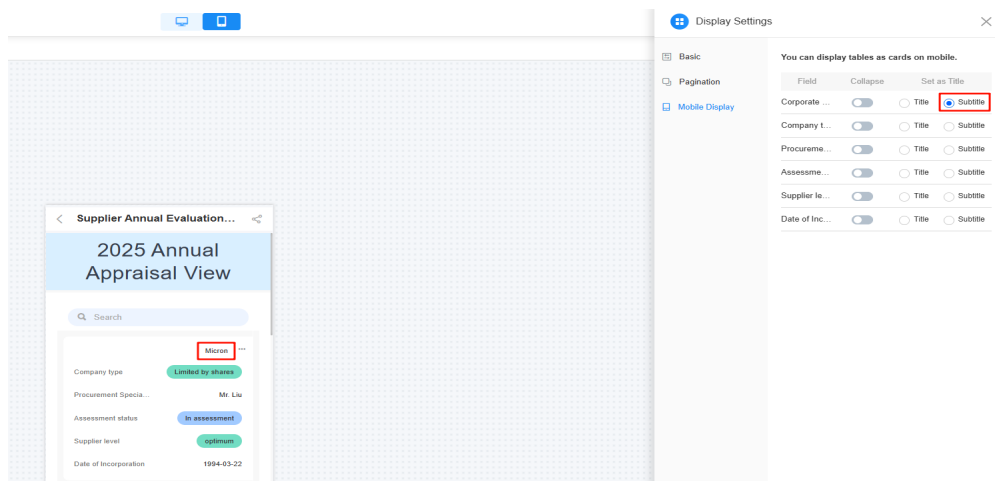 Display Settings
Basic
Pagination
Mobile Display
You can display tables as cards on mobile.
Field Collapse Set as Title
Corporate ... Title Subtitle
Company t... Title Subtitle
Procureme... Title Subtitle
Assessme... Title Subtitle
Supplier le... Title Subtitle
Date of Inc... Title Subtitle
Supplier Annual Evaluation...
2025 Annual
Appraisal View
Search
Micron
Company type Limited by shares
Procurement Specia... Mr. Liu
Assessment status In assessment
Supplier level optimum
Date of Incorporation 1994-03-22